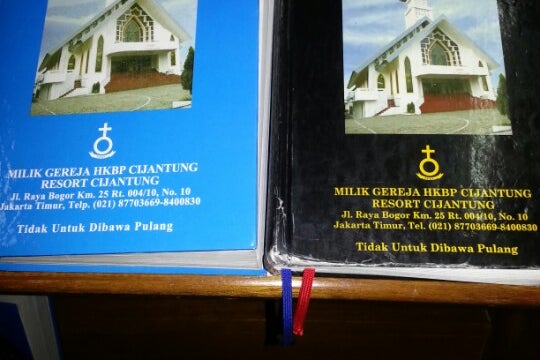 MILIK GEREJA HKBP CIJANTUNG
RESORT CIJANTUNG
Jl. Raya Bogor Km. 25 Rt. 004/10, No. 10
Jakarta Timur, Telp. (021) 87703669-8400830
Tidak Untuk Dibawa Pulang
MILIK GEREJA HKBP CIJANTUNG
RESORT CIJANTUNG
Jl. Raya Bogor Km. 25 Rt. 004/10, No. 10
Jakarta Timur, Tel. (021) 87703669-8400830
Tidak Untuk Dibawa Pulang